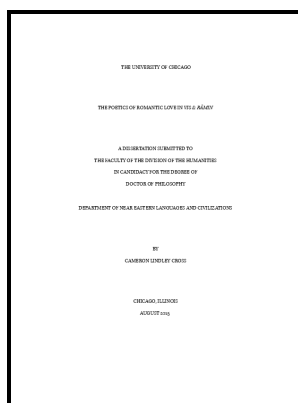 THE UNIVERSITY OF CHICAGO
THE POETICS OF ROMANTIC LOVE IN VIS & RĀMIN
A DISSERTATION SUBMITTED TO
THE FACULTY OF THE DIVISION OF THE HUMANITIES
IN CANDIDACY FOR THE DEGREE OF
DOCTOR OF PHILOSOPHY
DEPARTMENT OF NEAR EASTERN LANGUAGES AND CIVILIZATIONS
BY
CAMERON LINDLEY CROSS
CHICAGO, ILLINOIS
AUGUST 2015